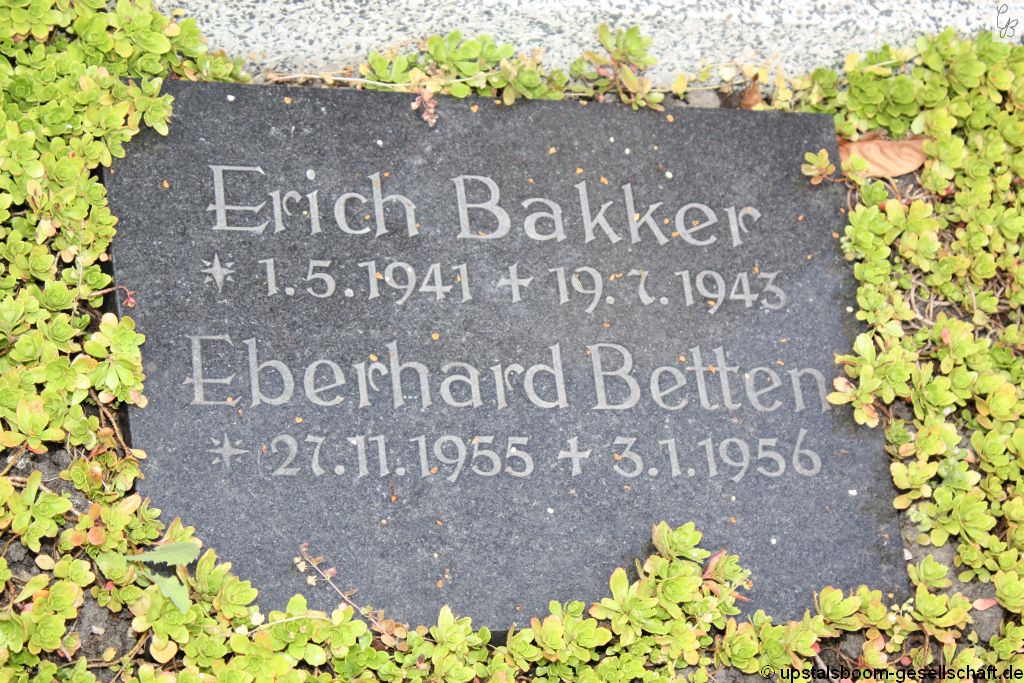 Erich Bakker
* 1.5.1941 + 19.7.1943
Eberhard Betten
* 27.11.1955 + 3.1.1956
© upstalsboom-gesellschaft.de